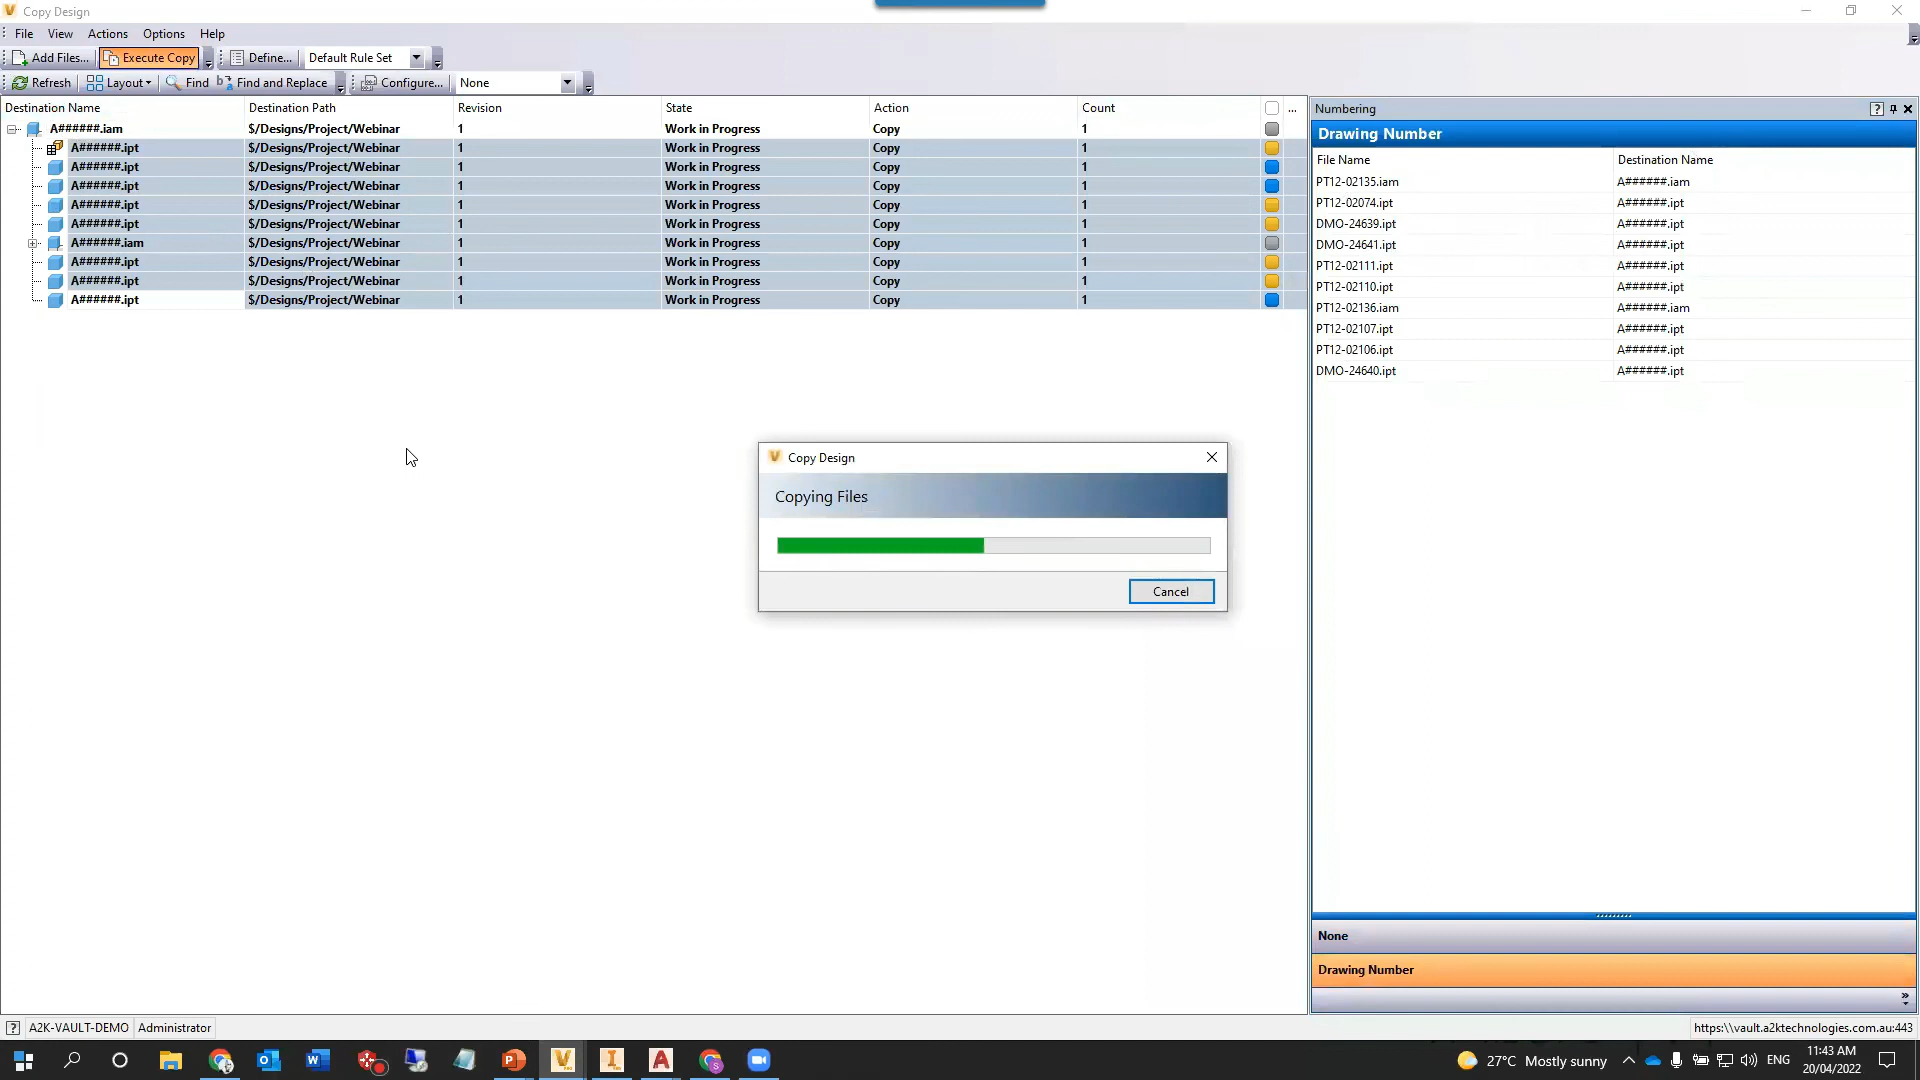 Copy Design
File View Actions Options Help
Add Files... Execute Copy Define... Default Rule Set
Refresh Layout Find Find and Replace Configure... None
Destination Name Destination Path Revision State Action Count ...
A######.iam $/Designs/Project/Webinar 1 Work in Progress Copy 1
A######.ipt $/Designs/Project/Webinar 1 Work in Progress Copy 1
A######.ipt $/Designs/Project/Webinar 1 Work in Progress Copy 1
A######.ipt $/Designs/Project/Webinar 1 Work in Progress Copy 1
A######.ipt $/Designs/Project/Webinar 1 Work in Progress Copy 1
A######.ipt $/Designs/Project/Webinar 1 Work in Progress Copy 1
A######.iam $/Designs/Project/Webinar 1 Work in Progress Copy 1
A######.ipt $/Designs/Project/Webinar 1 Work in Progress Copy 1
A######.ipt $/Designs/Project/Webinar 1 Work in Progress Copy 1
A######.ipt $/Designs/Project/Webinar 1 Work in Progress Copy 1
Copy Design
Copying Files
Cancel
Numbering
Drawing Number
File Name Destination Name
PT12-02135.iam A######.iam
PT12-02074.ipt A######.ipt
DMO-24639.ipt A######.ipt
DMO-24641.ipt A######.ipt
PT12-02111.ipt A######.ipt
PT12-02110.ipt A######.ipt
PT12-02136.iam A######.iam
PT12-02107.ipt A######.ipt
PT12-02106.ipt A######.ipt
DMO-24640.ipt A######.ipt
None
Drawing Number
A2K-VAULT-DEMO Administrator
https:\\vault.a2ktechnologies.com.au:443
27°C Mostly sunny ENG 11:43 AM
20/04/2022